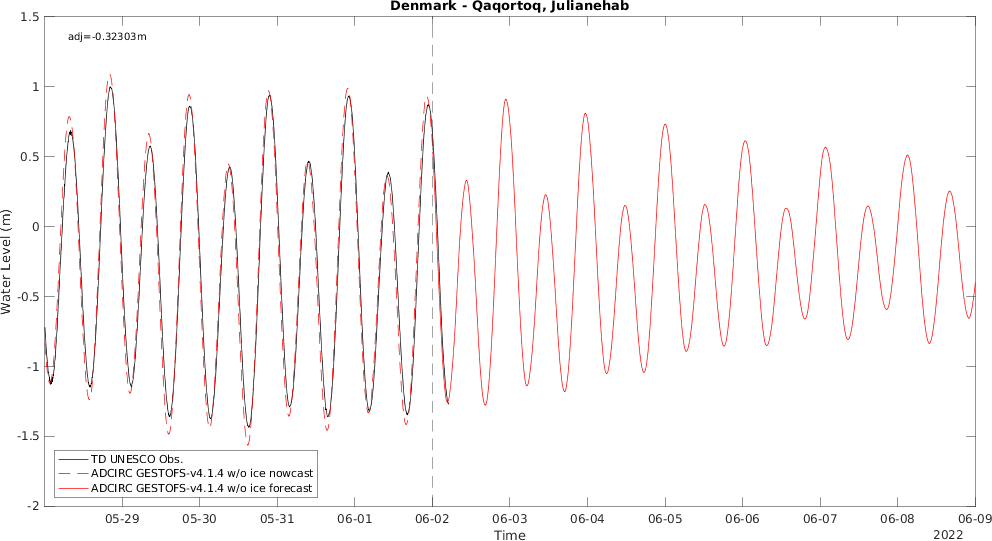 Denmark - Qaqortoq, Julianehab
adj=-0.32303m
1.5
1
0.5
0
-0.5
-1
-1.5
-2
Water Level (m)
TD UNESCO Obs.
ADCIRC GESTOFS-v4.1.4 w/o ice nowcast
ADCIRC GESTOFS-v4.1.4 w/o ice forecast
05-29 05-30 05-31 06-01 06-02 06-03 06-04 06-05 06-06 06-07 06-08 06-09
Time
2022